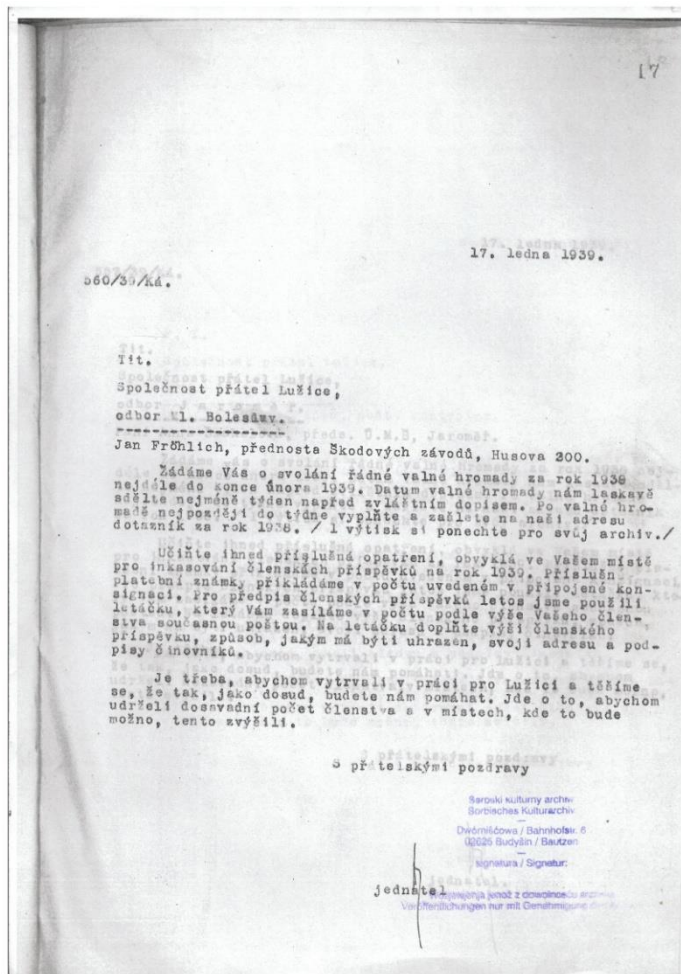 17
17. ledna 1939.
560/39/Ká.
Tit.
Společnost přátel Lužice,
odbor Ml. Boleslavy.
Jan Fröhlich, přednosta Škodových závodů, Husova 200.
Žádáme Vás o svolání řádné valné hromady za rok 1938
nejdéle do konce února 1939. Datum valné hromady nám laskavě
sdělte nejméně týden napřed zvláštním dopisem. Po valné hro-
madě nejpozději do týdne vyplňte a zašlete na naši adresu
dotazník za rok 1938. / 1 výtisk si ponechte pro svůj archiv./
Učiňte ihned příslušná opatření, obvyklá ve Vašem místě
pro inkasování členských příspěvků na rok 1939. Příslušn
platební známky přikládáme v počtu uvedeném v připojené kon-
signaci. Pro předpis členských příspěvků letos jsme použili
letáčku, který Vám zasíláme v počtu podle výše Vašeho člen-
stva současnou poštou. Na letáčku doplňte výši členského
příspěvku, způsob, jakým má býti uhrazen, svoji adresu a pod-
pisy činovníků.
Je třeba, abychom vytrvali v práci pro Lužici a těšíme
se, že tak, jako dosud, budete nám pomáhat. Jde o to, abychom
udrželi dosavadní počet členstva a v místech, kde to bude
možno, tento zvýšili.
S př telskými pozdravy
Serbski kulturny archiw
Sorbisches Kulturarchiv
Dwórnišćowa / Bahnhofstr. 6
02625 Budyšin / Bautzen
signatura / Signatur:
jednatel
jenož z dowolnosću
Veröffentlichungen nur mit Genehmigung